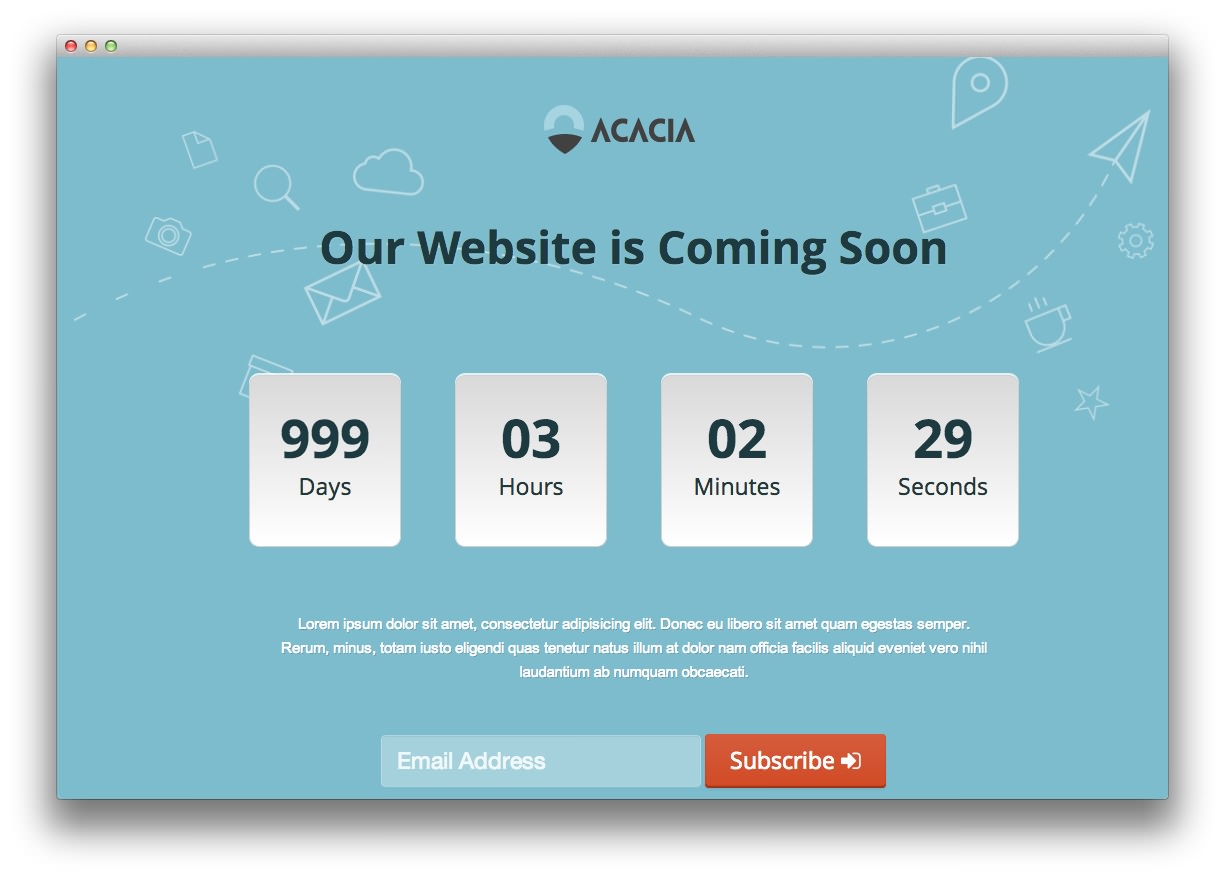 ACACIA
Our Website is Coming Soon
999
Days
03
Hours
02
Minutes
29
Seconds
Lorem ipsum dolor sit amet, consectetur adipisicing elit. Donec eu libero sit amet quam egestas semper.
Rerum, minus, totam iusto eligendi quas tenetur natus illum at dolor nam officia facilis aliquid eveniet vero nihil
laudantium ab numquam obcaecati.
Email Address
Subscribe